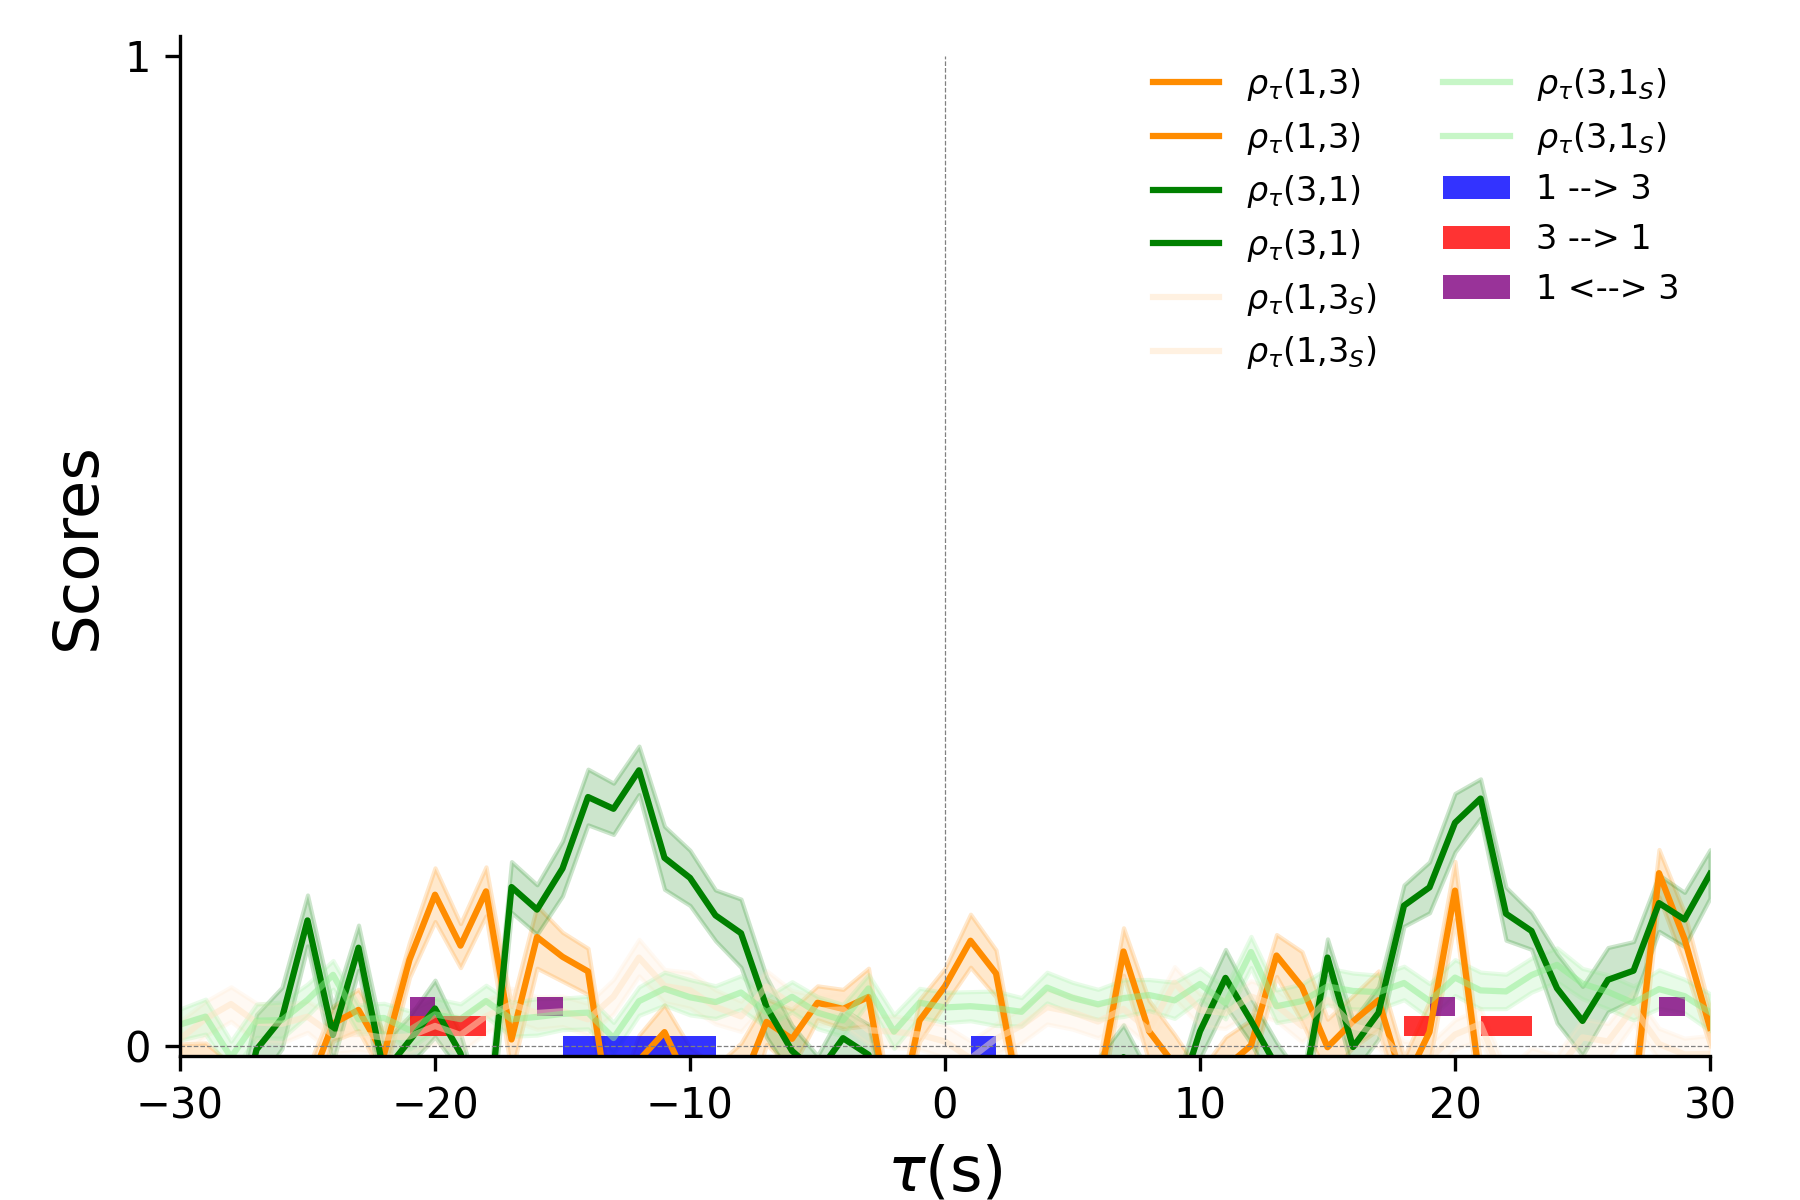 1
ρτ(1,3)
ρτ(1,3)
ρτ(3,1)
ρτ(3,1)
ρτ(1,3S)
ρτ(1,3S)
ρτ(3,1S)
ρτ(3,1S)
1 --> 3
3 --> 1
1 <--> 3
Scores
0
−30 −20 −10 0 10 20 30
τ(s)